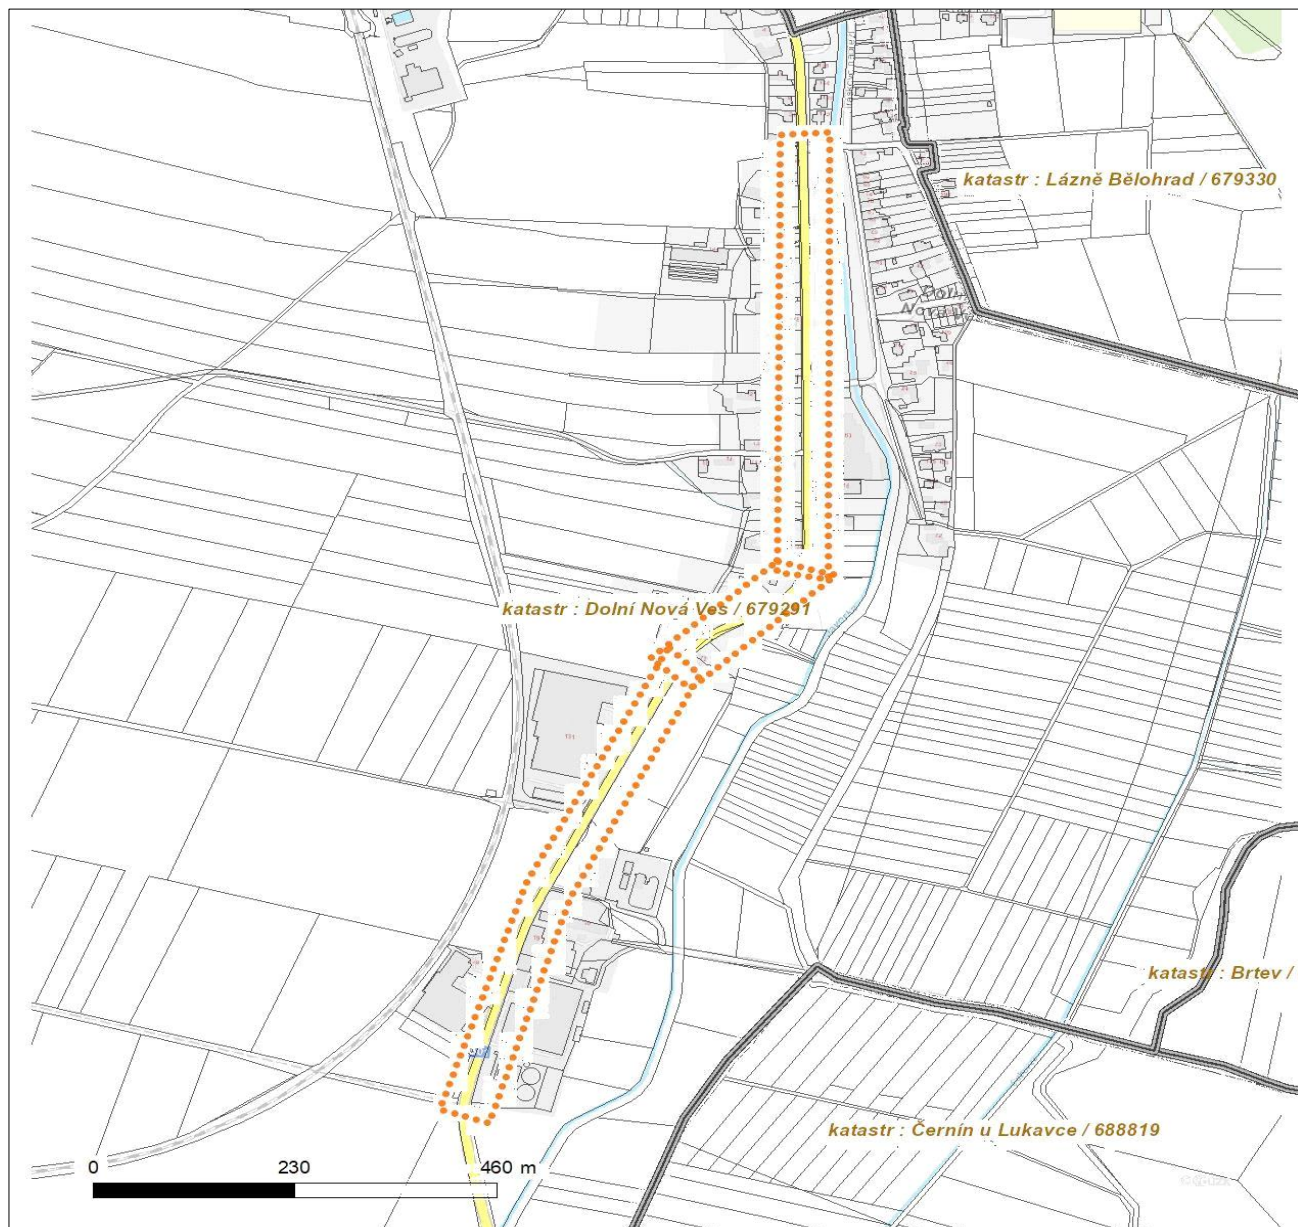 katastr : Lázně Bělohrad / 679330
katastr : Dolní Nová Ves / 679291
katastr : Brtev /
katastr : Černín u Lukavce / 688819
0 230 460 m